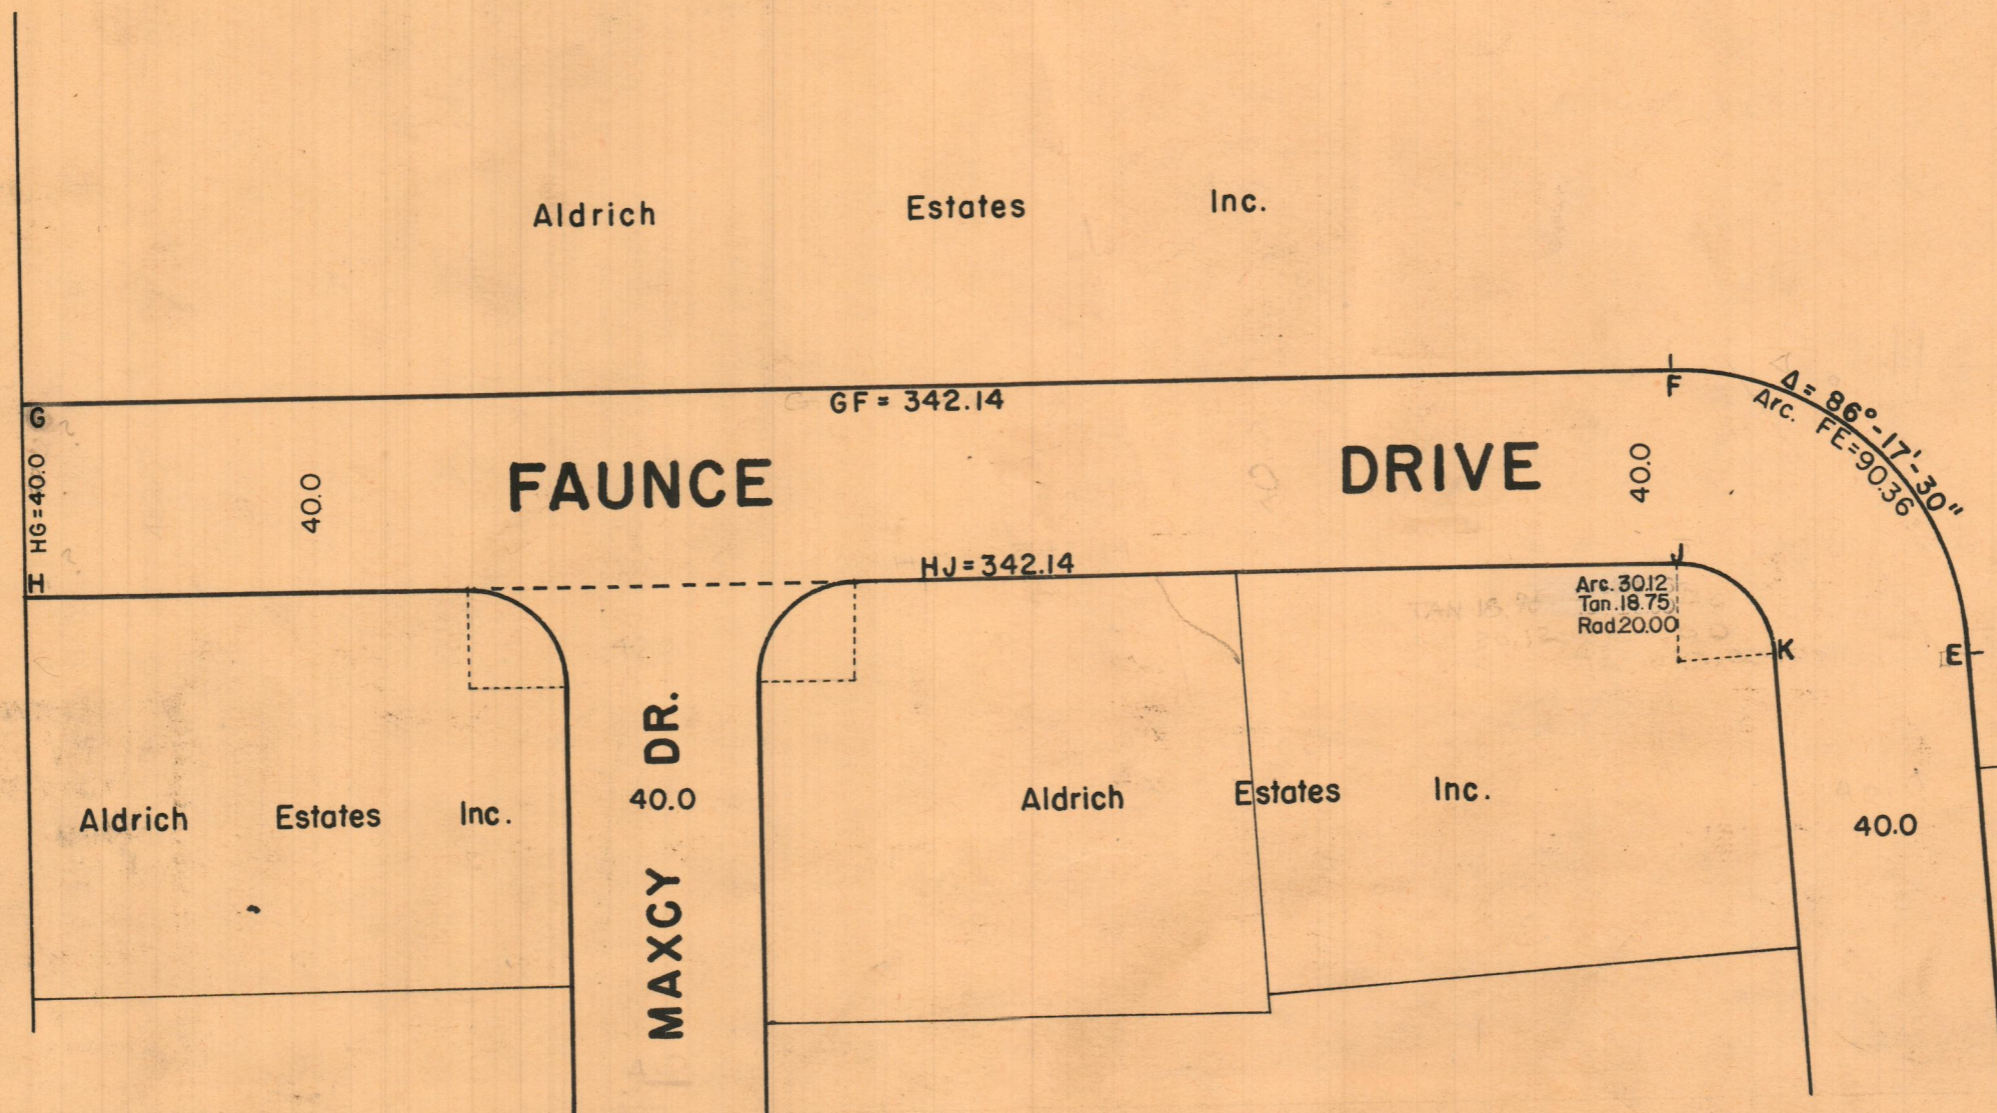 Aldrich Estates Inc.
G
GF = 342.14
F
Δ = 86°-17'-30"
Arc. FE=90.36
HG=40.0
40.0
FAUNCE DRIVE
40.0
H
HJ=342.14
J
Arc. 30.12
Tan. 18.75
Rad. 20.00
K
E
MAXCY DR.
40.0
Aldrich Estates Inc.
Aldrich Estates Inc.
40.0